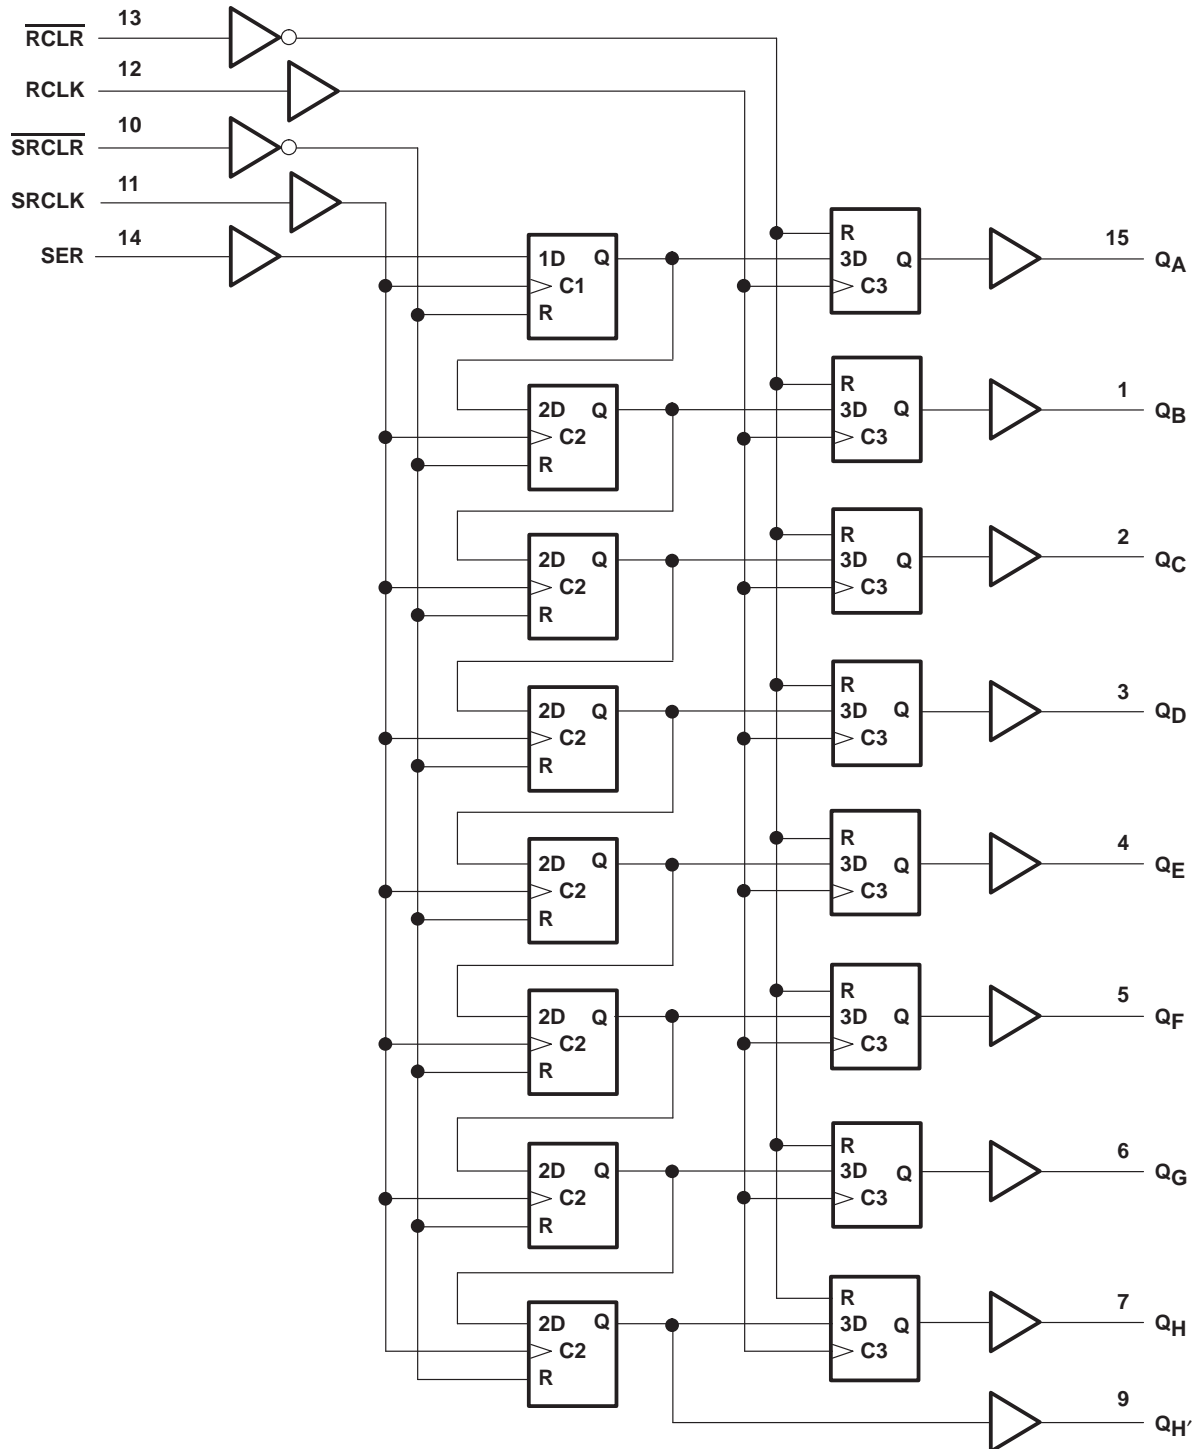 13
RCLR
12
RCLK
10
SRCLR
11
SRCLK
14
SER
1D Q
C1
R
R
3D Q
C3
15
QA
2D Q
C2
R
R
3D Q
C3
1
QB
2D Q
C2
R
R
3D Q
C3
2
QC
2D Q
C2
R
R
3D Q
C3
3
QD
2D Q
C2
R
R
3D Q
C3
4
QE
2D Q
C2
R
R
3D Q
C3
5
QF
2D Q
C2
R
R
3D Q
C3
6
QG
2D Q
C2
R
R
3D Q
C3
7
QH
9
QH′